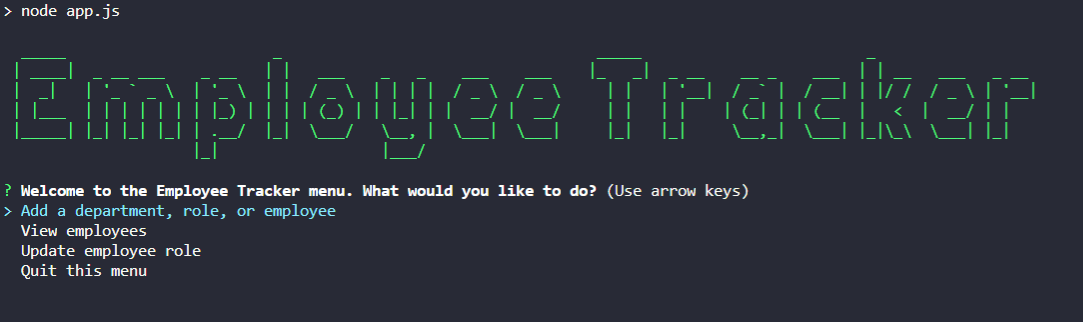 > node app.js
Employee Tracker
? Welcome to the Employee Tracker menu. What would you like to do? (Use arrow keys)
> Add a department, role, or employee
View employees
Update employee role
Quit this menu